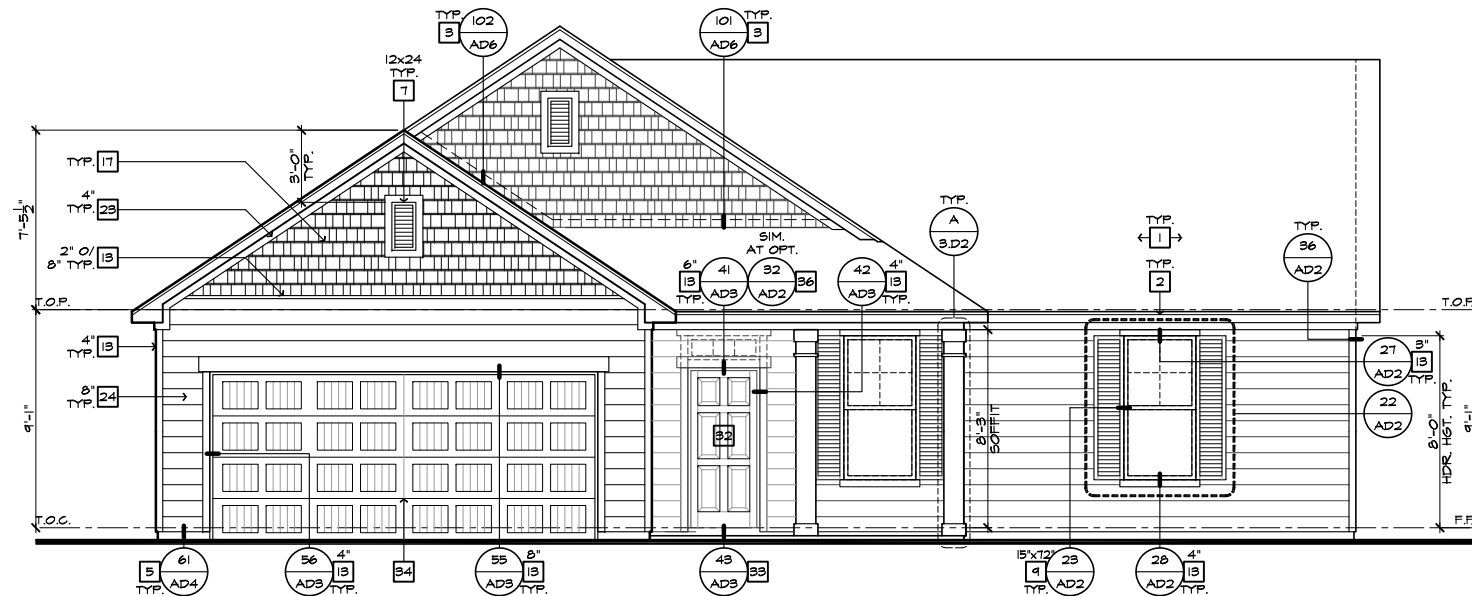 TYP.
3
102
AD6
101
AD6
TYP.
3
12x24
TYP.
7
TYP. 17
4"
TYP. 23
2" O/
8" TYP. 13
3'-0"
TYP.
7'-5 1/2"
9'-1"
T.O.P.
4"
13
TYP.
8"
TYP. 24
T.O.C.
SIM.
AT OPT.
6"
13
TYP.
41
AD3
32
AD2
36
42
AD3
4"
13
TYP.
TYP.
A
3.D2
TYP.
1
TYP.
2
TYP.
36
AD2
T.O.P.
27
AD2
3"
13
TYP.
22
AD2
8'-0"
HDR. HGT. TYP.
9'-1"
8'-3"
SOFFIT
32
F.F.
5
TYP.
61
AD4
56
AD3
4"
13
TYP.
34
55
AD3
8"
13
TYP.
43
AD3
33
15"x72"
9
TYP.
23
AD2
28
AD2
4"
13
TYP.